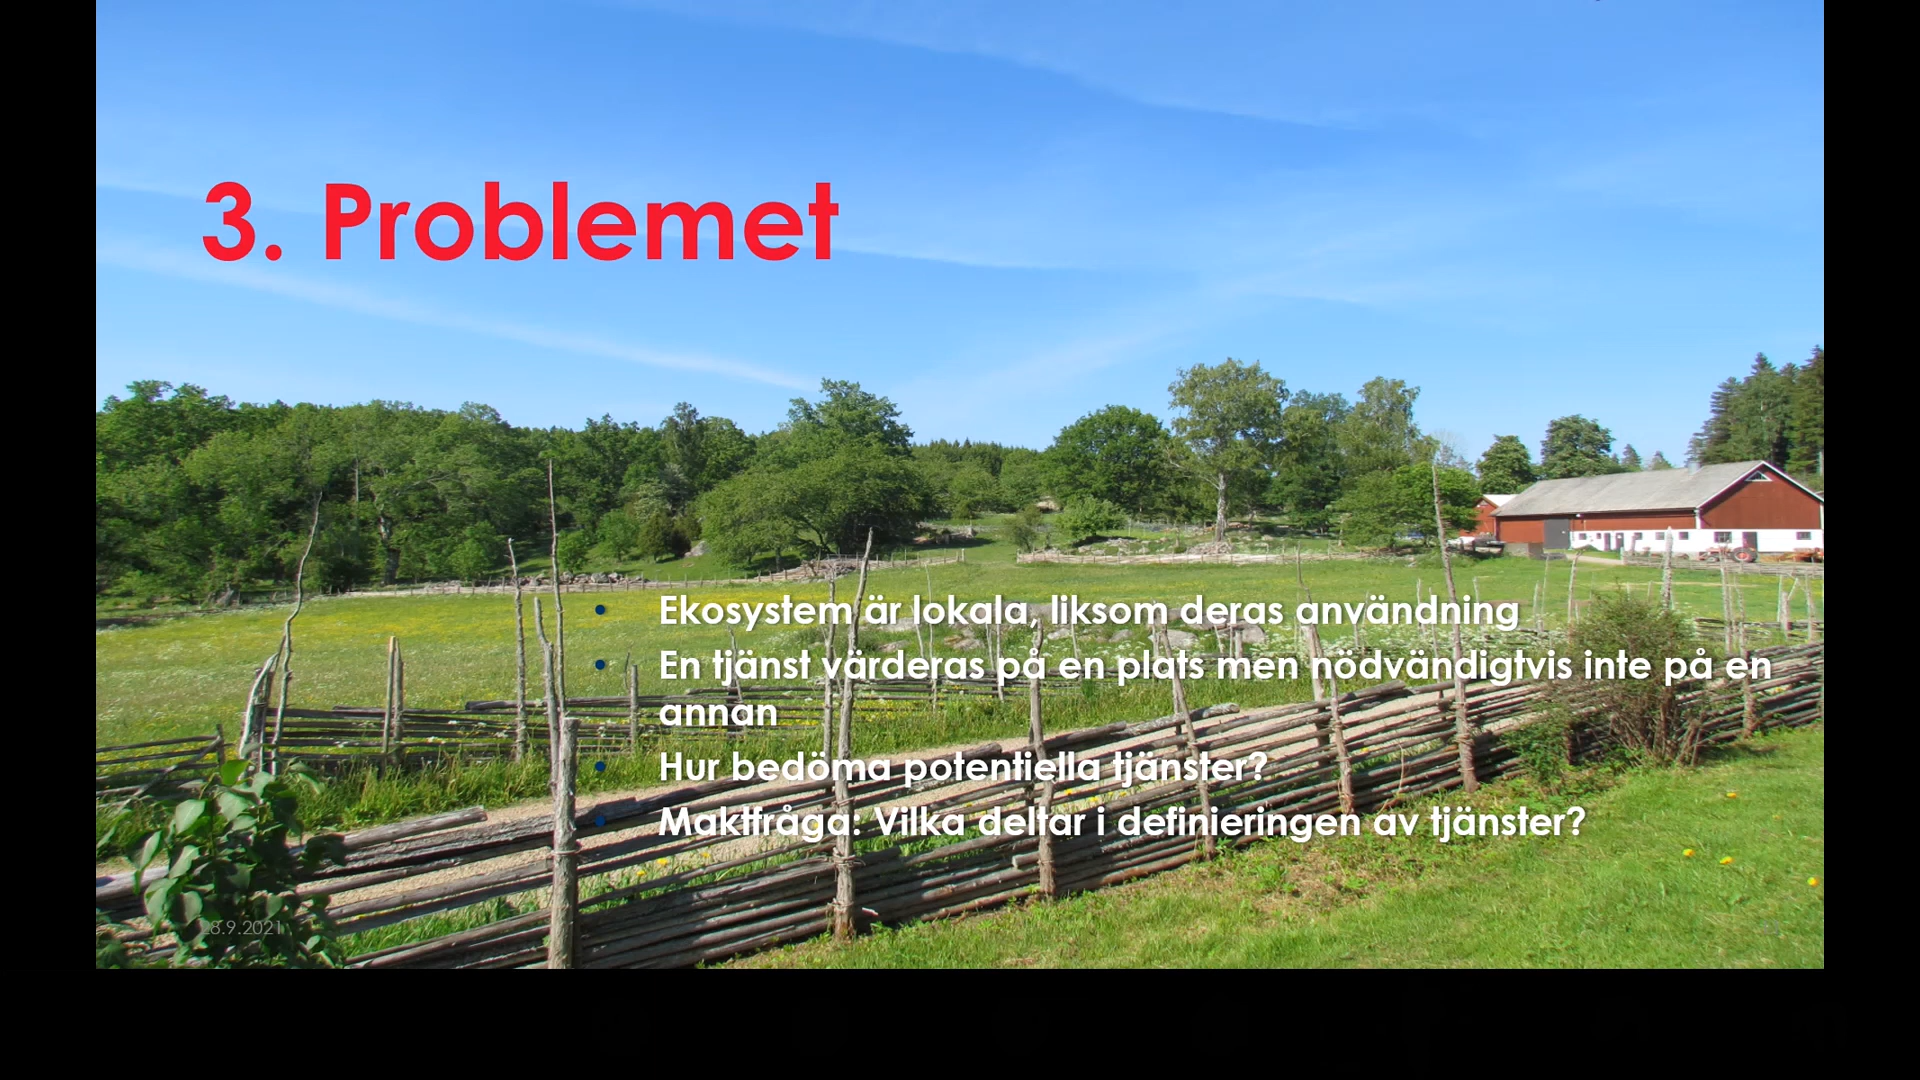 3. Problemet
• Ekosystem är lokala, liksom deras användning
• En tjänst värderas på en plats men nödvändigtvis inte på en
annan
• Hur bedöma potentiella tjänster?
• Maktfråga: Vilka deltar i definieringen av tjänster?
28.9.2021